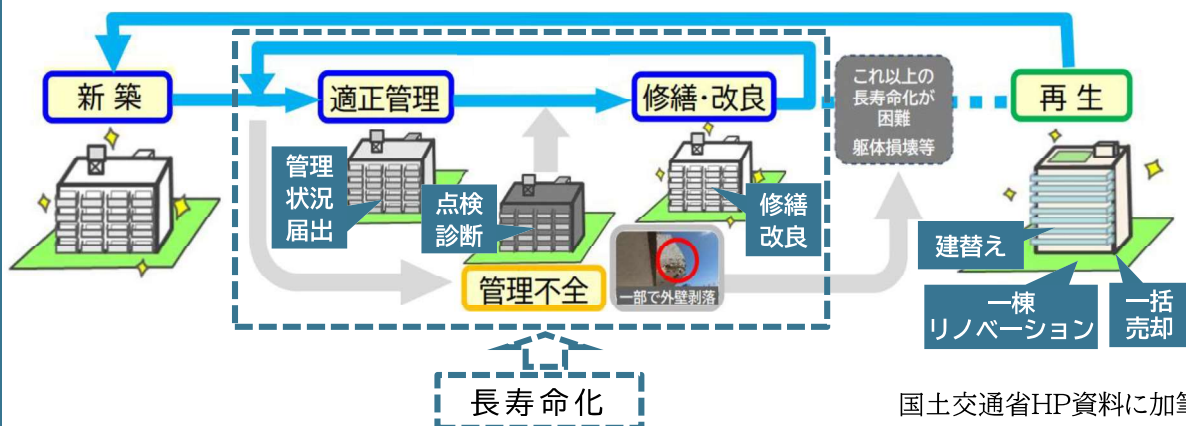 新築
適正管理
修繕・改良
これ以上の
長寿命化が
困難
躯体損壊等
再生
管理
状況
届出
点検
診断
修繕
改良
管理不全
一部で外壁剥落
建替え
一棟
リノベーション
一括
売却
長寿命化
国土交通省HP資料に加筆